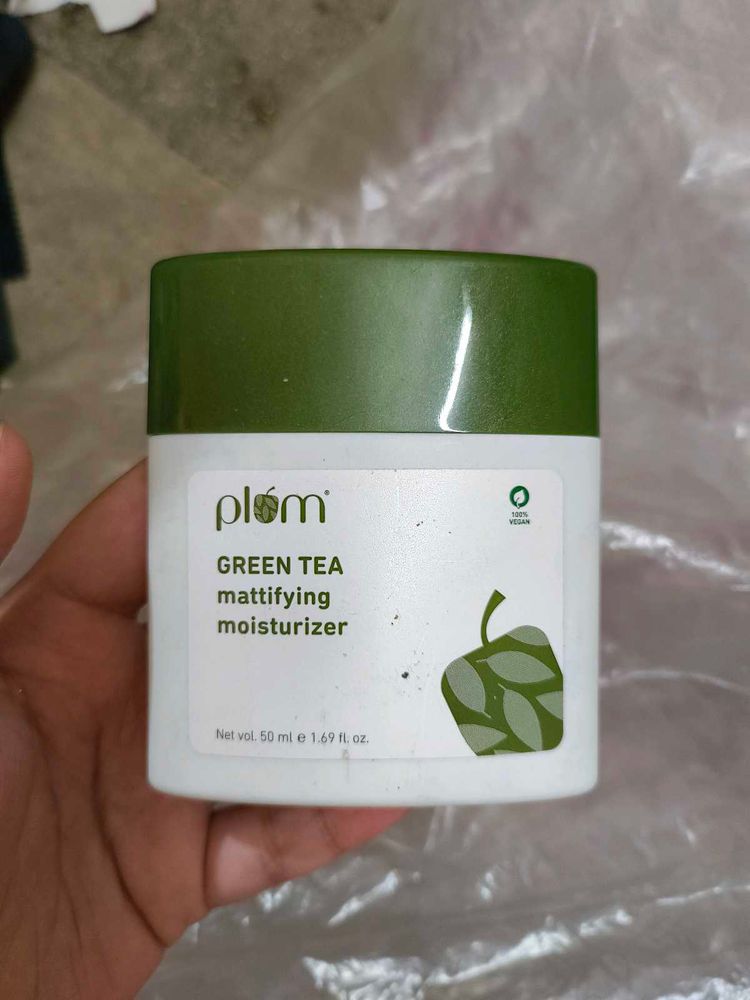 plum®
100%
VEGAN
GREEN TEA
mattifying
moisturizer
Net vol. 50 ml ℮ 1.69 fl. oz.